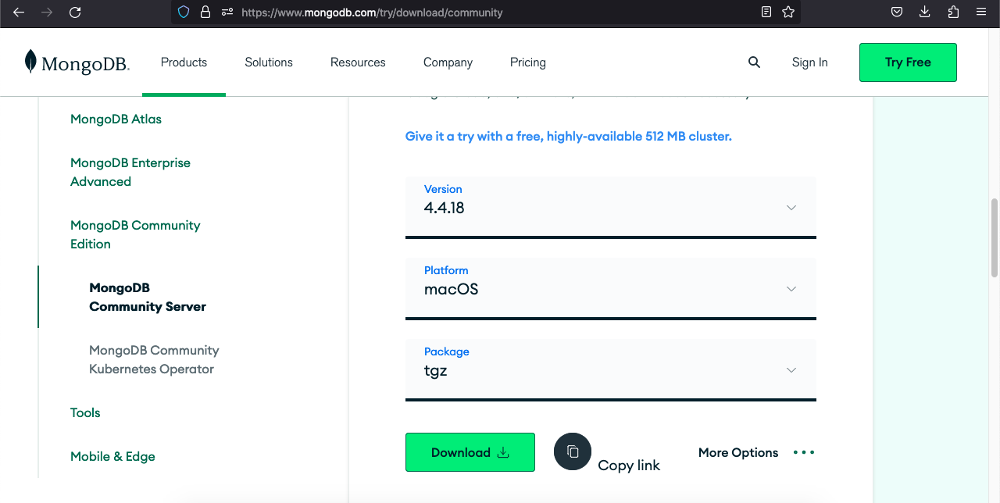 https://www.mongodb.com/try/download/community
MongoDB.
Products
Solutions
Resources
Company
Pricing
Sign In
Try Free
MongoDB Atlas
MongoDB Enterprise
Advanced
MongoDB Community
Edition
MongoDB
Community Server
MongoDB Community
Kubernetes Operator
Tools
Mobile & Edge
Give it a try with a free, highly-available 512 MB cluster.
Version
4.4.18
Platform
macOS
Package
tgz
Download
Copy link
More Options